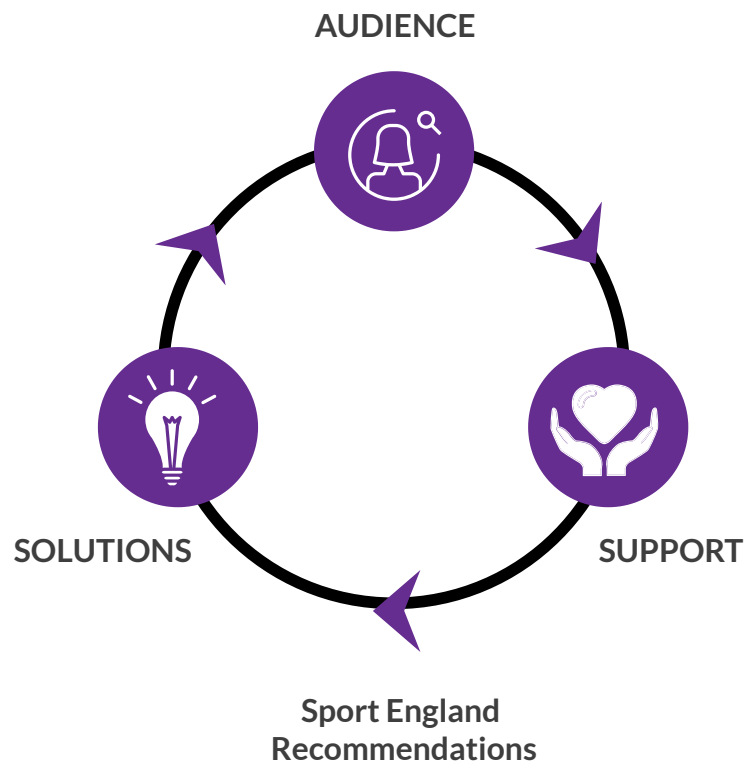 AUDIENCE
SOLUTIONS
SUPPORT
Sport England
Recommendations